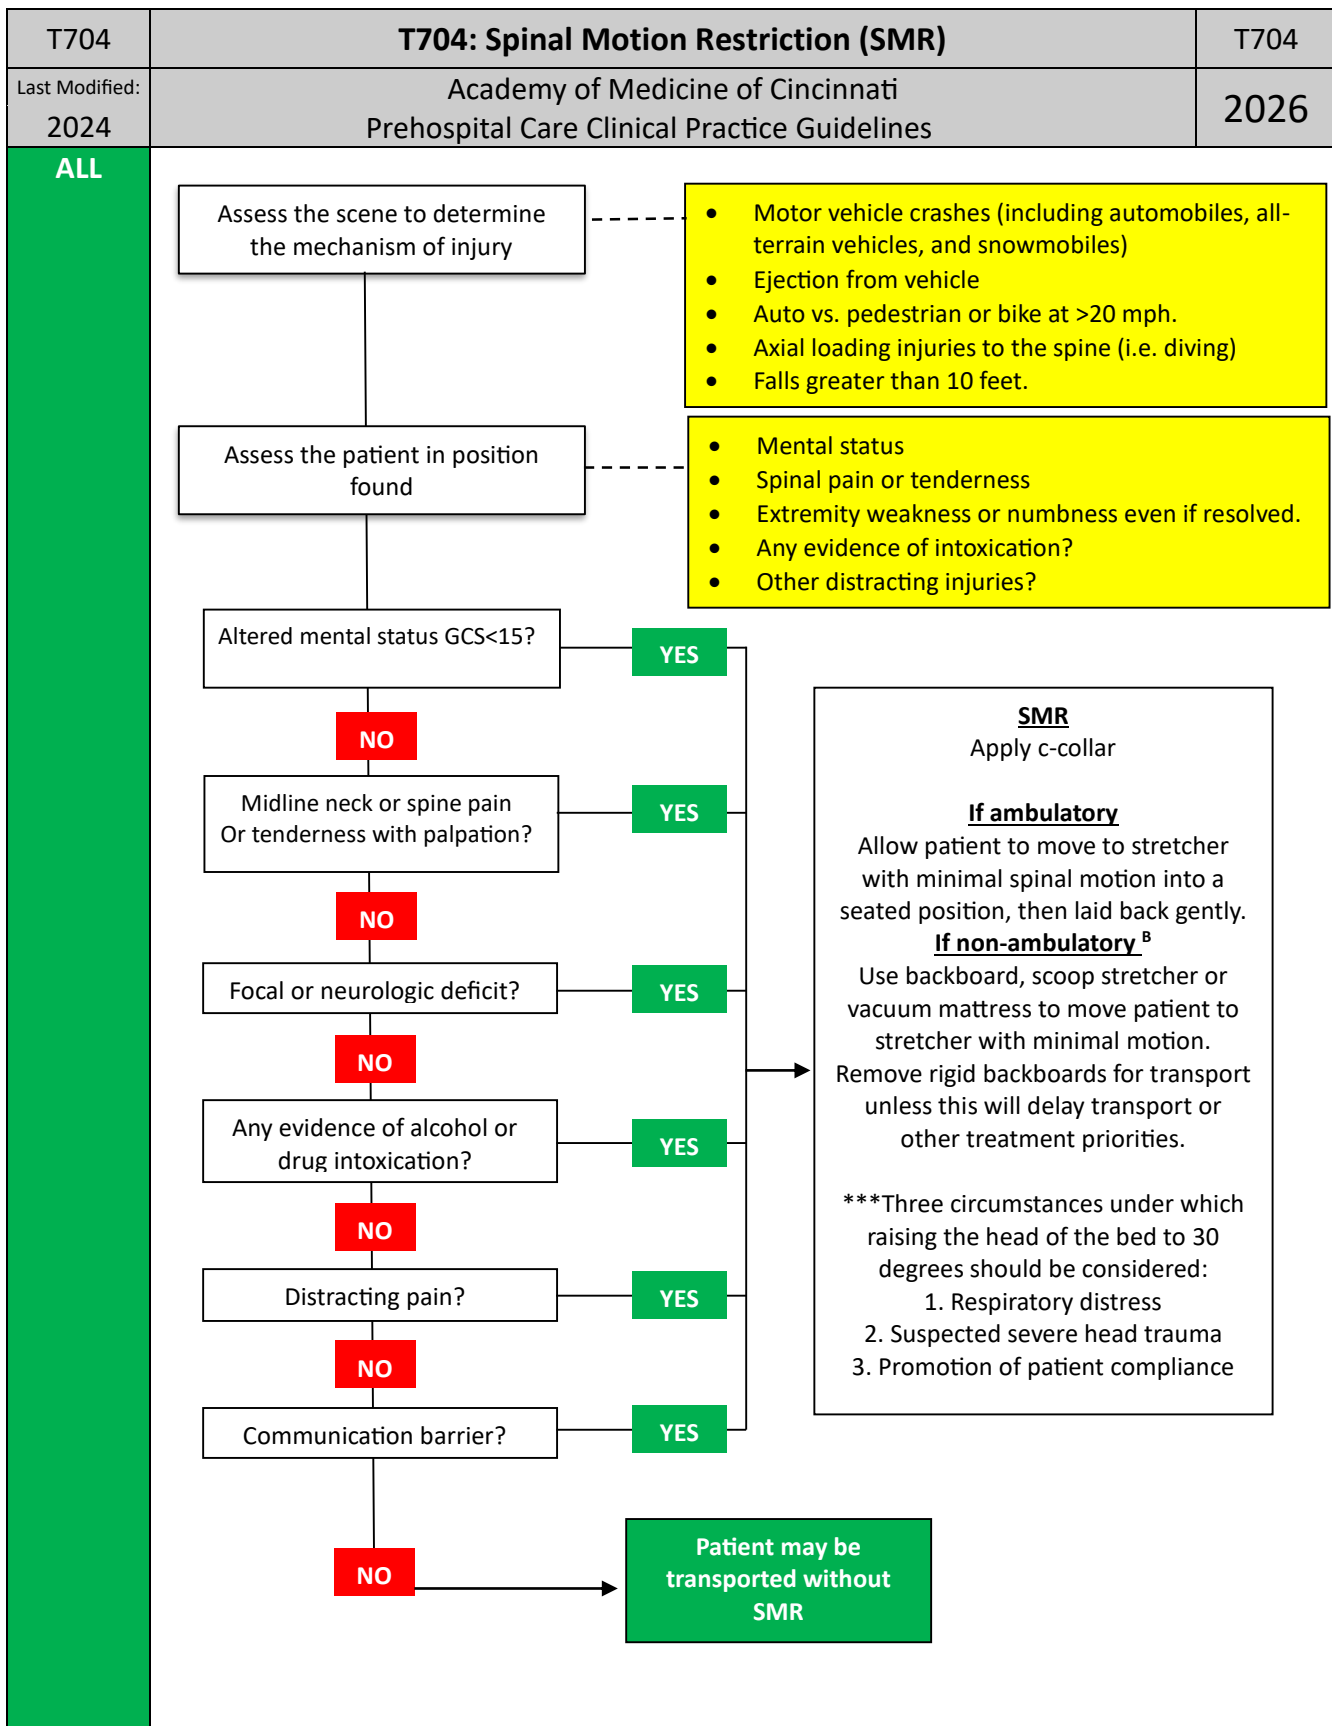 T704
T704: Spinal Motion Restriction (SMR)
T704
Last Modified:
2024
Academy of Medicine of Cincinnati
Prehospital Care Clinical Practice Guidelines
2026
ALL
Assess the scene to determine
the mechanism of injury
• Motor vehicle crashes (including automobiles, all-
terrain vehicles, and snowmobiles)
• Ejection from vehicle
• Auto vs. pedestrian or bike at >20 mph.
• Axial loading injuries to the spine (i.e. diving)
• Falls greater than 10 feet.
Assess the patient in position
found
• Mental status
• Spinal pain or tenderness
• Extremity weakness or numbness even if resolved.
• Any evidence of intoxication?
• Other distracting injuries?
Altered mental status GCS<15?
YES
NO
Midline neck or spine pain
Or tenderness with palpation?
YES
NO
Focal or neurologic deficit?
YES
NO
Any evidence of alcohol or
drug intoxication?
YES
NO
Distracting pain?
YES
NO
Communication barrier?
YES
NO
SMR
Apply c-collar
If ambulatory
Allow patient to move to stretcher
with minimal spinal motion into a
seated position, then laid back gently.
If non-ambulatory B
Use backboard, scoop stretcher or
vacuum mattress to move patient to
stretcher with minimal motion.
Remove rigid backboards for transport
unless this will delay transport or
other treatment priorities.
***Three circumstances under which
raising the head of the bed to 30
degrees should be considered:
1. Respiratory distress
2. Suspected severe head trauma
3. Promotion of patient compliance
Patient may be
transported without
SMR